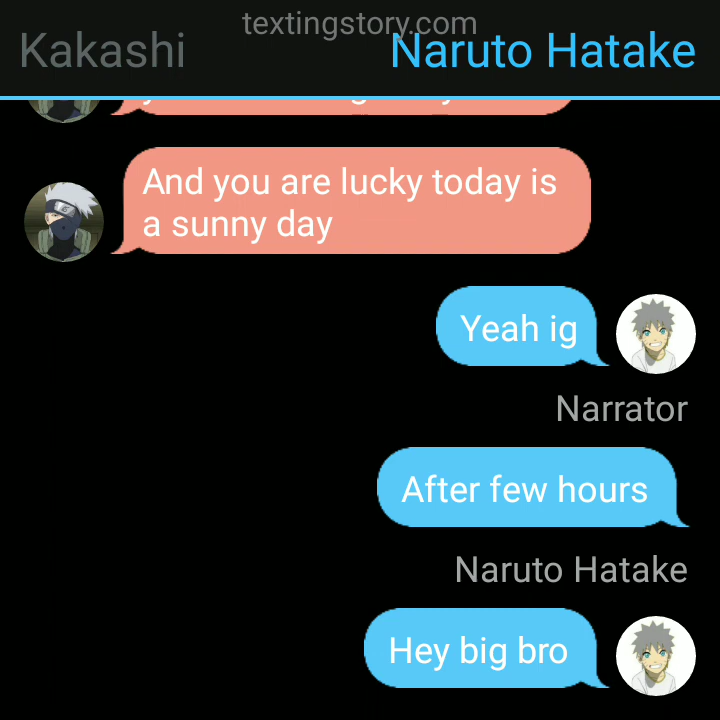 textingstory.com
Kakashi
Naruto Hatake
And you are lucky today is
a sunny day
Yeah ig
Narrator
After few hours
Naruto Hatake
Hey big bro